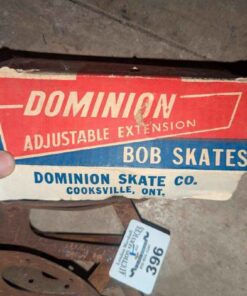 DOMINION
ADJUSTABLE EXTENSION
BOB SKATES
DOMINION SKATE CO.
COOKSVILLE, ONT.
396